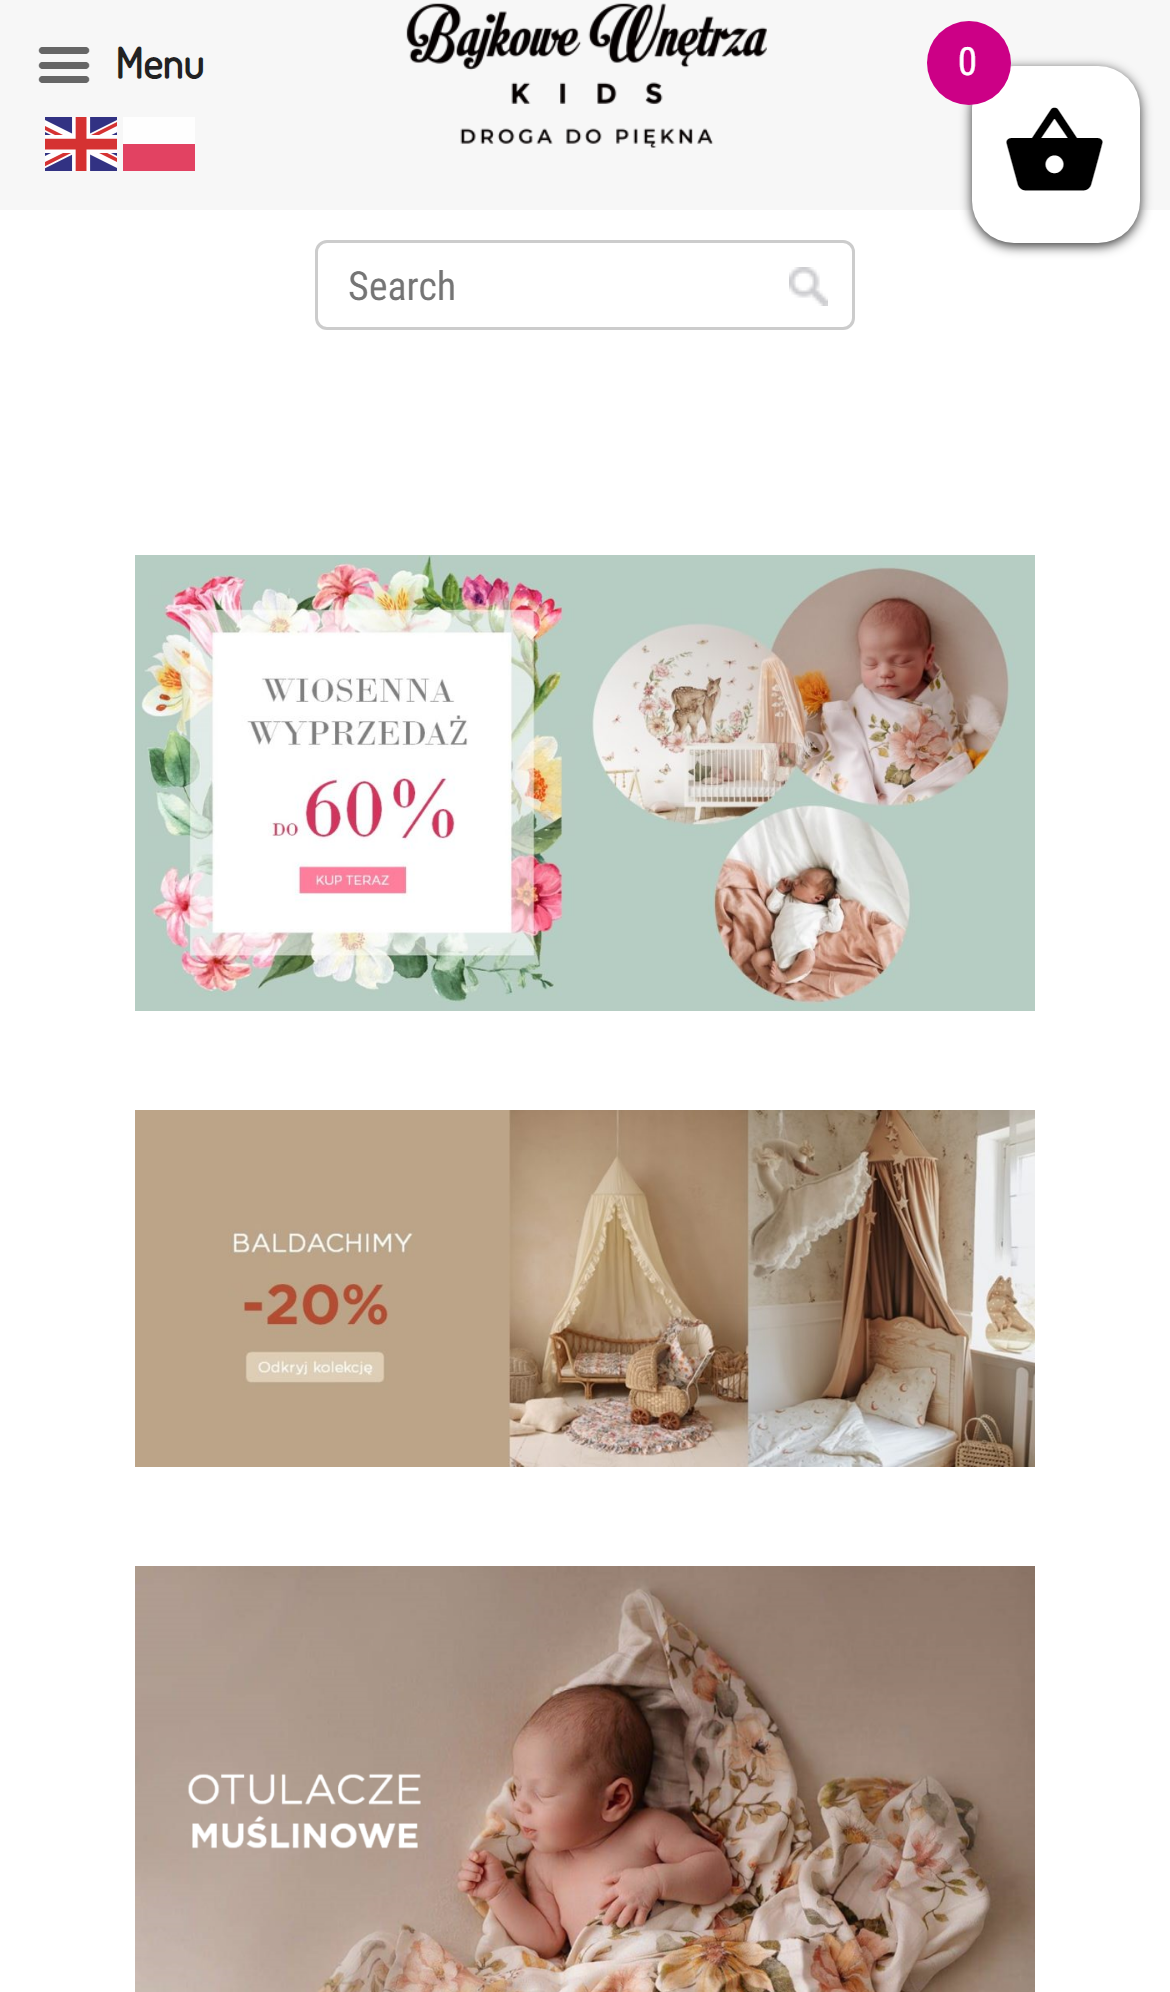 Menu
Bajkowe Wnętrza
KIDS
DROGA DO PIĘKNA
0
Search
WIOSENNA
WYPRZEDAŻ
DO 60%
KUP TERAZ
BALDACHIMY
-20%
Odkryj kolekcję
OTULACZE
MUŚLINOWE